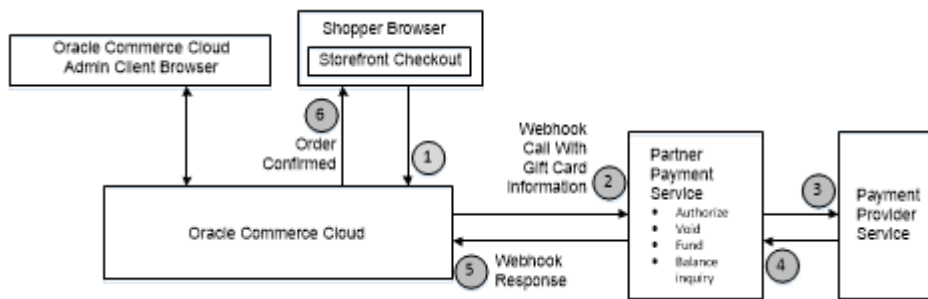 Oracle Commerce Cloud
Admin Client Browser
Shopper Browser
Storefront Checkout
6
Order
Confirmed
1
Webhook
Call With
Gift Card
Information
2
Partner
Payment
Service
• Authorize
• Void
• Fund
• Balance
inquiry
3
Payment
Provider
Service
4
Oracle Commerce Cloud
5
Webhook
Response